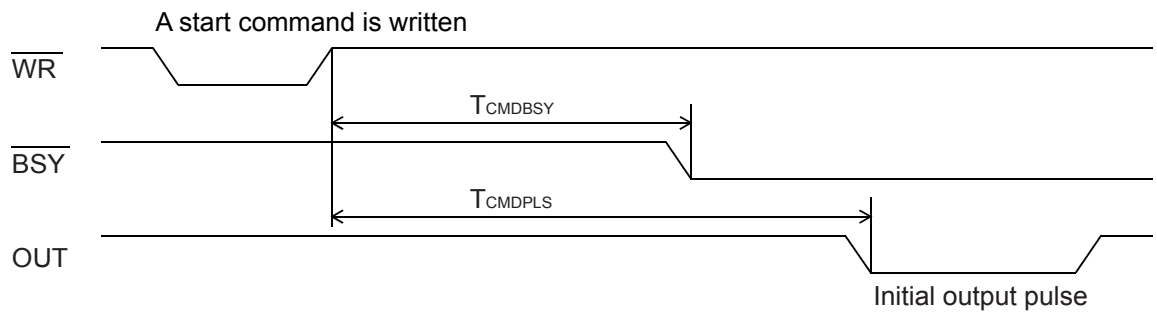 A start command is written
WR
TCMDBSY
BSY
TCMDPLS
OUT
Initial output pulse